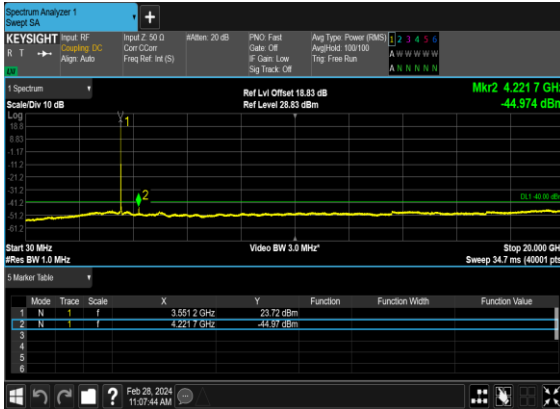 Spectrum Analyzer 1
Swept SA
+
KEYSIGHT Input: RF Input Z: 50 Ω #Atten: 20 dB PNO: Fast Avg Type: Power (RMS) 1 2 3 4 5 6
R T Coupling: DC Corr CCorr Gate: Off Avg|Hold: 100/100 A W W W W W
Align: Auto Freq Ref: Int (S) IF Gain: Low Trig: Free Run
Sig Track: Off A N N N N N
1 Spectrum Ref Lvl Offset 18.83 dB Mkr2 4.221 7 GHz
Scale/Div 10 dB Ref Level 28.83 dBm -44.974 dBm
Log
18.8
8.83
-1.17
-11.2
-21.2
-31.2
-41.2
-51.2
-61.2
1
2
DL1 -40.00 dBm
Start 30 MHz Video BW 3.0 MHz* Stop 20.000 GHz
#Res BW 1.0 MHz Sweep 34.7 ms (40001 pts)
5 Marker Table
Mode Trace Scale X Y Function Function Width Function Value
1 N 1 f 3.551 2 GHz 23.72 dBm
2 N 1 f 4.221 7 GHz -44.97 dBm
3
4
5
6
? Feb 28, 2024
11:07:44 AM